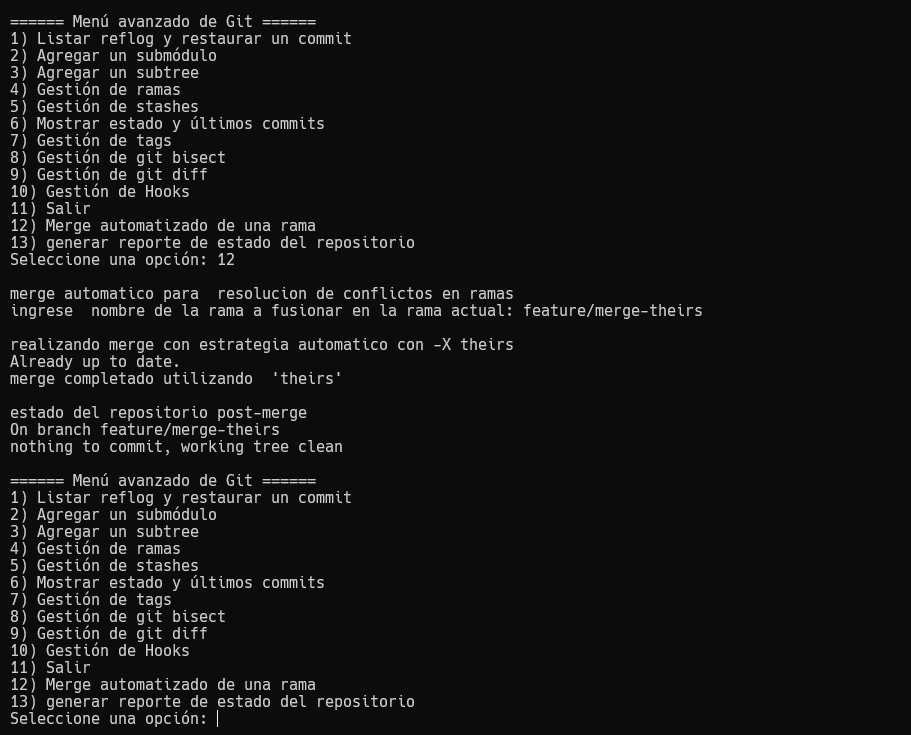 ====== Menú avanzado de Git ======
1) Listar reflog y restaurar un commit
2) Agregar un submódulo
3) Agregar un subtree
4) Gestión de ramas
5) Gestión de stashes
6) Mostrar estado y últimos commits
7) Gestión de tags
8) Gestión de git bisect
9) Gestión de git diff
10) Gestión de Hooks
11) Salir
12) Merge automatizado de una rama
13) generar reporte de estado del repositorio
Seleccione una opción: 12

merge automatico para  resolucion de conflictos en ramas
ingrese  nombre de la rama a fusionar en la rama actual: feature/merge-theirs

realizando merge con estrategia automatico con -X theirs
Already up to date.
merge completado utilizando  'theirs'

estado del repositorio post-merge
On branch feature/merge-theirs
nothing to commit, working tree clean

====== Menú avanzado de Git ======
1) Listar reflog y restaurar un commit
2) Agregar un submódulo
3) Agregar un subtree
4) Gestión de ramas
5) Gestión de stashes
6) Mostrar estado y últimos commits
7) Gestión de tags
8) Gestión de git bisect
9) Gestión de git diff
10) Gestión de Hooks
11) Salir
12) Merge automatizado de una rama
13) generar reporte de estado del repositorio
Seleccione una opción: